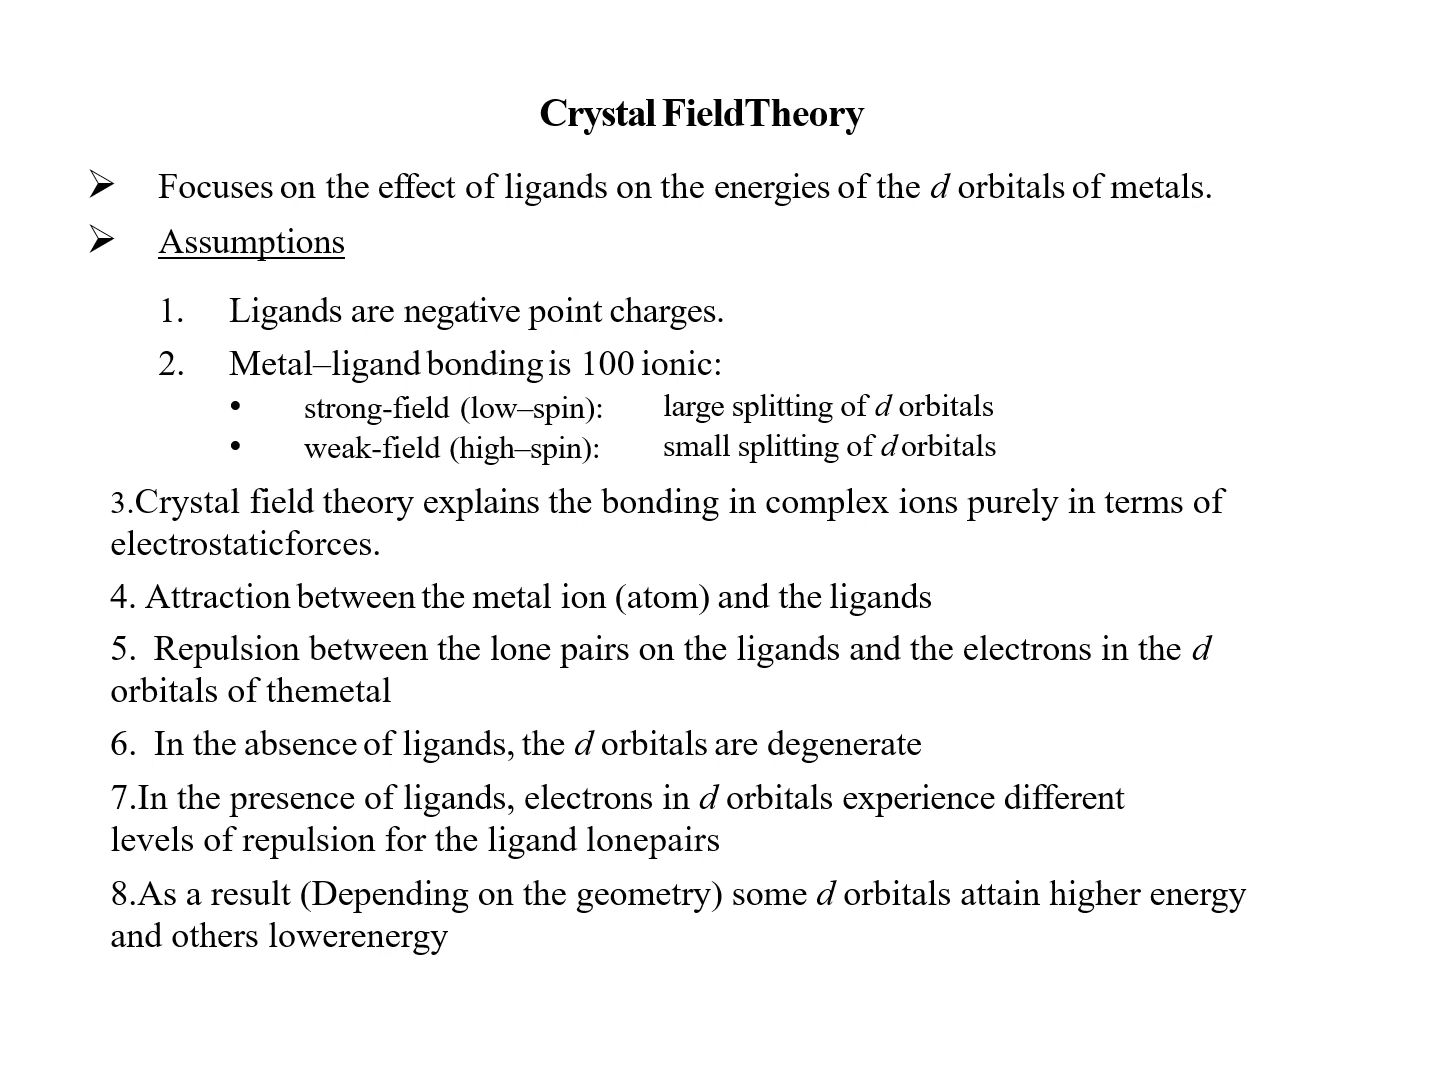 Crystal FieldTheory
➢ Focuses on the effect of ligands on the energies of the d orbitals of metals.
➢ Assumptions
1. Ligands are negative point charges.
2. Metal–ligand bonding is 100 ionic:
• strong-field (low–spin): large splitting of d orbitals
• weak-field (high–spin): small splitting of d orbitals
3.Crystal field theory explains the bonding in complex ions purely in terms of
electrostaticforces.
4. Attraction between the metal ion (atom) and the ligands
5. Repulsion between the lone pairs on the ligands and the electrons in the d
orbitals of themetal
6. In the absence of ligands, the d orbitals are degenerate
7.In the presence of ligands, electrons in d orbitals experience different
levels of repulsion for the ligand lonepairs
8.As a result (Depending on the geometry) some d orbitals attain higher energy
and others lowerenergy